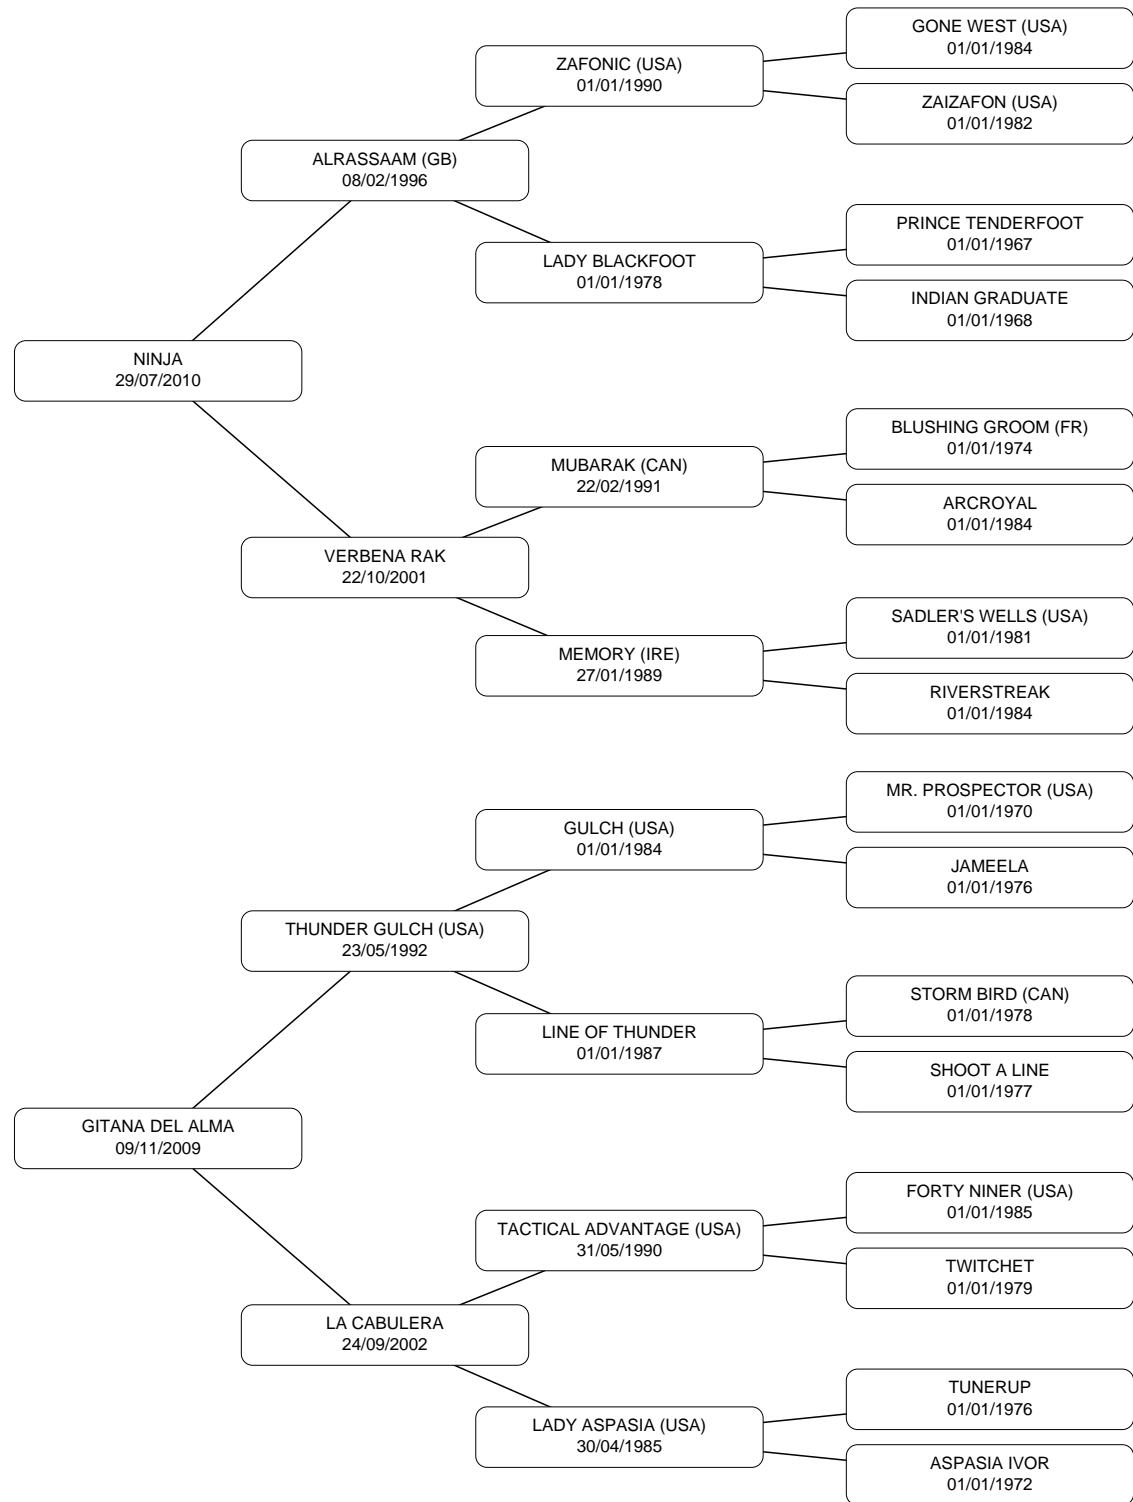 GONE WEST (USA)
01/01/1984
ZAFONIC (USA)
01/01/1990
ZAIZAFON (USA)
01/01/1982
ALRASSAAM (GB)
08/02/1996
PRINCE TENDERFOOT
01/01/1967
LADY BLACKFOOT
01/01/1978
INDIAN GRADUATE
01/01/1968
NINJA
29/07/2010
BLUSHING GROOM (FR)
01/01/1974
MUBARAK (CAN)
22/02/1991
ARCROYAL
01/01/1984
VERBENA RAK
22/10/2001
SADLER'S WELLS (USA)
01/01/1981
MEMORY (IRE)
27/01/1989
RIVERSTREAK
01/01/1984
MR. PROSPECTOR (USA)
01/01/1970
GULCH (USA)
01/01/1984
JAMEELA
01/01/1976
THUNDER GULCH (USA)
23/05/1992
STORM BIRD (CAN)
01/01/1978
LINE OF THUNDER
01/01/1987
SHOOT A LINE
01/01/1977
GITANA DEL ALMA
09/11/2009
FORTY NINER (USA)
01/01/1985
TACTICAL ADVANTAGE (USA)
31/05/1990
TWITCHET
01/01/1979
LA CABULERA
24/09/2002
TUNERUP
01/01/1976
LADY ASPASIA (USA)
30/04/1985
ASPASIA IVOR
01/01/1972